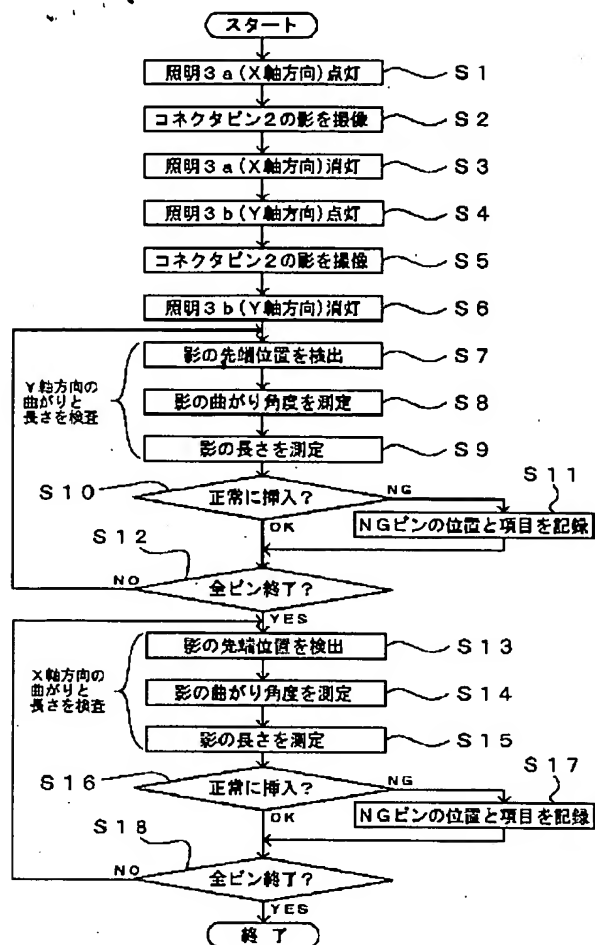 スタート
照明3a(X軸方向)点灯 S1
コネクタピン2の影を撮像 S2
照明3a(X軸方向)消灯 S3
照明3b(Y軸方向)点灯 S4
コネクタピン2の影を撮像 S5
照明3b(Y軸方向)消灯 S6
影の先端位置を検出 S7
Y軸方向の
曲がりと
長さを検査
影の曲がり角度を測定 S8
影の長さを測定 S9
S10 正常に挿入? NG S11
OK NGピンの位置と項目を記録
S12
NO 全ピン終了?
YES
影の先端位置を検出 S13
X軸方向の
曲がりと
長さを検査
影の曲がり角度を測定 S14
影の長さを測定 S15
S16 正常に挿入? NG S17
OK NGピンの位置と項目を記録
S18
NO 全ピン終了?
YES
終了